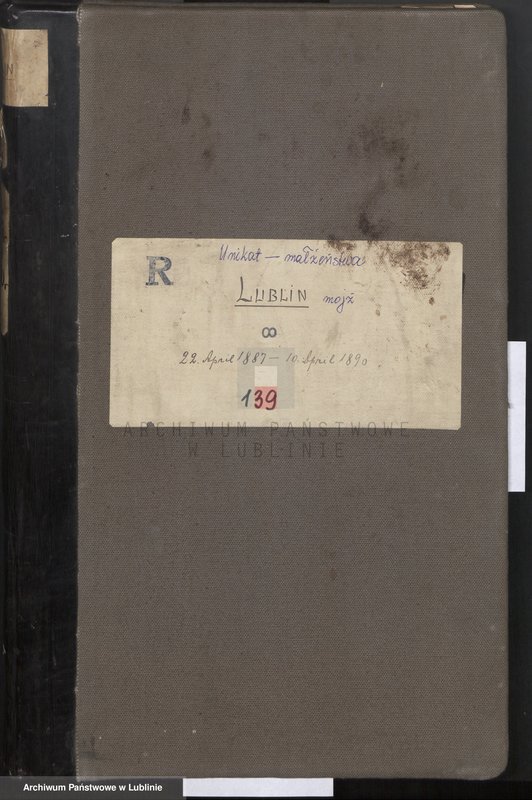 N
R
Unikat – małżeństwa
LUBLIN mojż
∞
22. April 1887 – 10. April 1890
139
ARCHIWUM PAŃSTWOWE
W LUBLINIE
Archiwum Państwowe w Lublinie